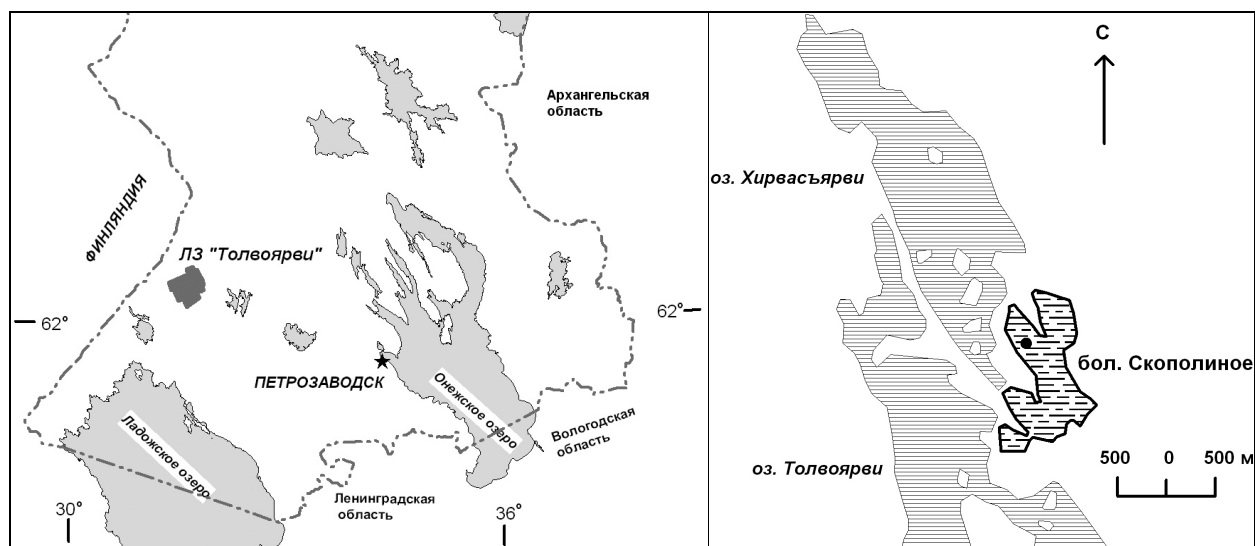 Архангельская
область
ФИНЛЯНДИЯ
ЛЗ "Толвоярви"
62°
62°
ПЕТРОЗАВОДСК
Онежское озеро
Ладожское озеро
Вологодская
область
Ленинградская
область
30°
36°
С
оз. Хирвасъярви
бол. Скополиное
оз. Толвоярви
500 0 500 м